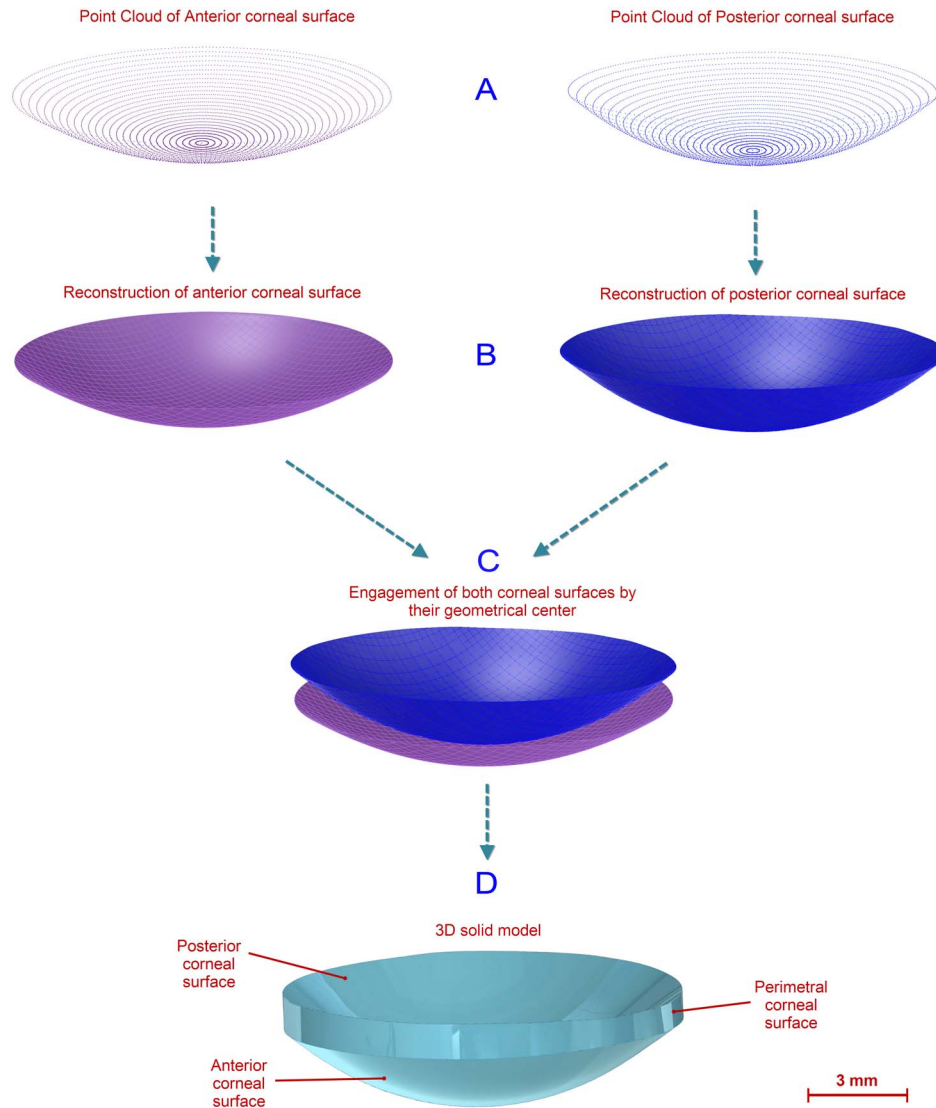 Point Cloud of Anterior corneal surface
Point Cloud of Posterior corneal surface
A
Reconstruction of anterior corneal surface
Reconstruction of posterior corneal surface
B
C
Engagement of both corneal surfaces by
their geometrical center
D
3D solid model
Posterior
corneal
surface
Perimetral
corneal
surface
Anterior
corneal
surface
3 mm